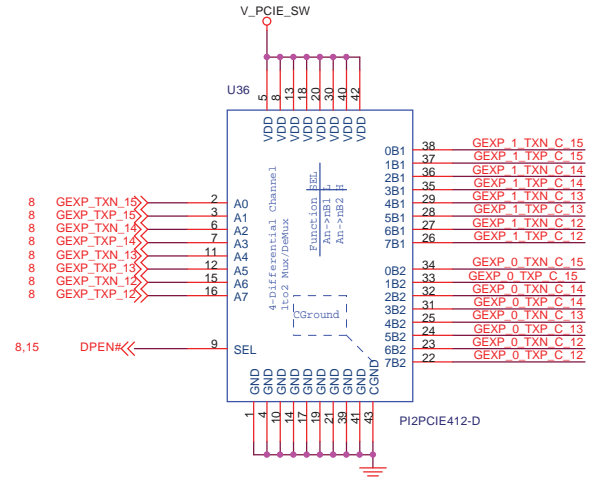 V_PCIE_SW
U36
5 8 13 18 20 30 40 42
VDD VDD VDD VDD VDD VDD VDD VDD
8 GEXP_TXN_15 2 A0
8 GEXP_TXP_15 3 A1
8 GEXP_TXN_14 6 A2
8 GEXP_TXP_14 7 A3
8 GEXP_TXN_13 11 A4
8 GEXP_TXP_13 12 A5
8 GEXP_TXN_12 15 A6
8 GEXP_TXP_12 16 A7
8,15 DPEN# 9 SEL
4-Differential Channel
1to2 Mux/DeMux
Function SEL
An->nB1 L
An->nB2 H
CGround
0B1 38 GEXP_1_TXN_C_15
1B1 37 GEXP_1_TXP_C_15
2B1 36 GEXP_1_TXN_C_14
3B1 35 GEXP_1_TXP_C_14
4B1 29 GEXP_1_TXN_C_13
5B1 28 GEXP_1_TXP_C_13
6B1 27 GEXP_1_TXN_C_12
7B1 26 GEXP_1_TXP_C_12
0B2 34 GEXP_0_TXN_C_15
1B2 33 GEXP_0_TXP_C_15
2B2 32 GEXP_0_TXN_C_14
3B2 31 GEXP_0_TXP_C_14
4B2 25 GEXP_0_TXN_C_13
5B2 24 GEXP_0_TXP_C_13
6B2 23 GEXP_0_TXN_C_12
7B2 22 GEXP_0_TXP_C_12
GND GND GND GND GND GND GND GND GND CGND
1 4 10 14 17 19 21 39 41 43
PI2PCIE412-D